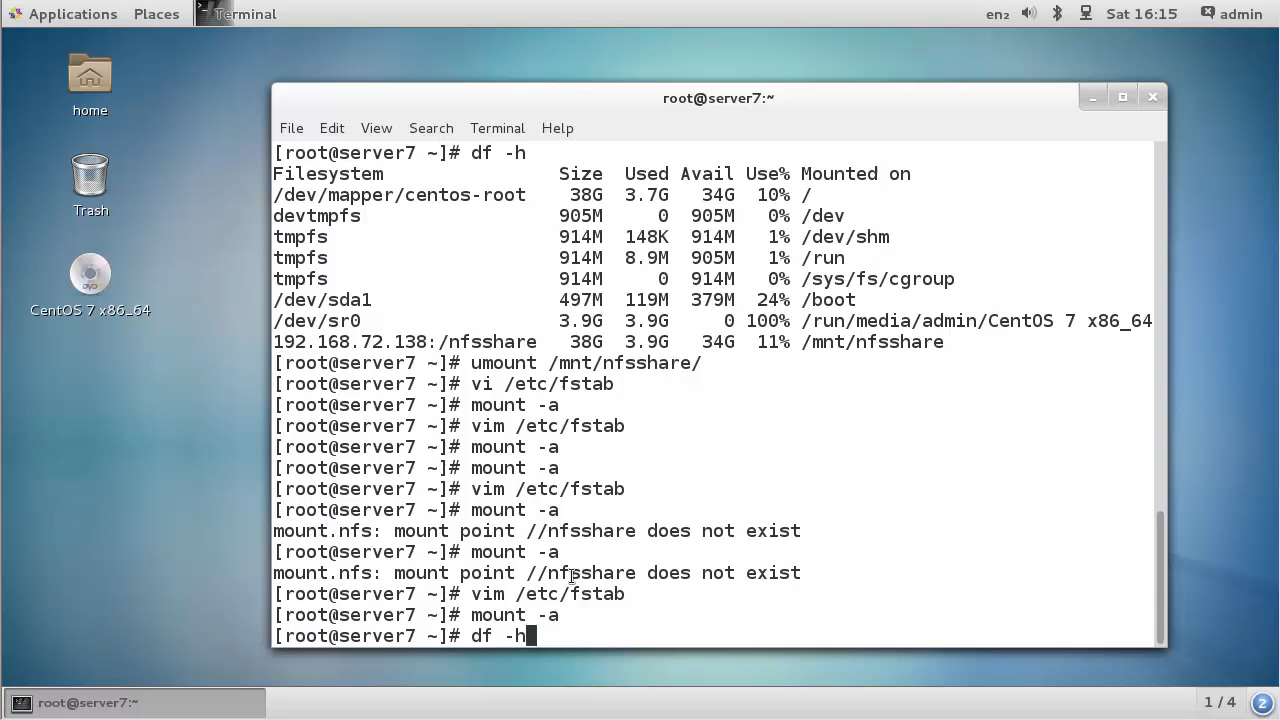 Applications Places Terminal en₂ Sat 16:15 admin
home
Trash
CentOS 7 x86_64
root@server7:~
File Edit View Search Terminal Help
[root@server7 ~]# df -h
Filesystem Size Used Avail Use% Mounted on
/dev/mapper/centos-root 38G 3.7G 34G 10% /
devtmpfs 905M 0 905M 0% /dev
tmpfs 914M 148K 914M 1% /dev/shm
tmpfs 914M 8.9M 905M 1% /run
tmpfs 914M 0 914M 0% /sys/fs/cgroup
/dev/sda1 497M 119M 379M 24% /boot
/dev/sr0 3.9G 3.9G 0 100% /run/media/admin/CentOS 7 x86_64
192.168.72.138:/nfsshare 38G 3.9G 34G 11% /mnt/nfsshare
[root@server7 ~]# umount /mnt/nfsshare/
[root@server7 ~]# vi /etc/fstab
[root@server7 ~]# mount -a
[root@server7 ~]# vim /etc/fstab
[root@server7 ~]# mount -a
[root@server7 ~]# mount -a
[root@server7 ~]# vim /etc/fstab
[root@server7 ~]# mount -a
mount.nfs: mount point //nfsshare does not exist
[root@server7 ~]# mount -a
mount.nfs: mount point //nfsshare does not exist
[root@server7 ~]# vim /etc/fstab
[root@server7 ~]# mount -a
[root@server7 ~]# df -h
root@server7:~ 1 / 4 2